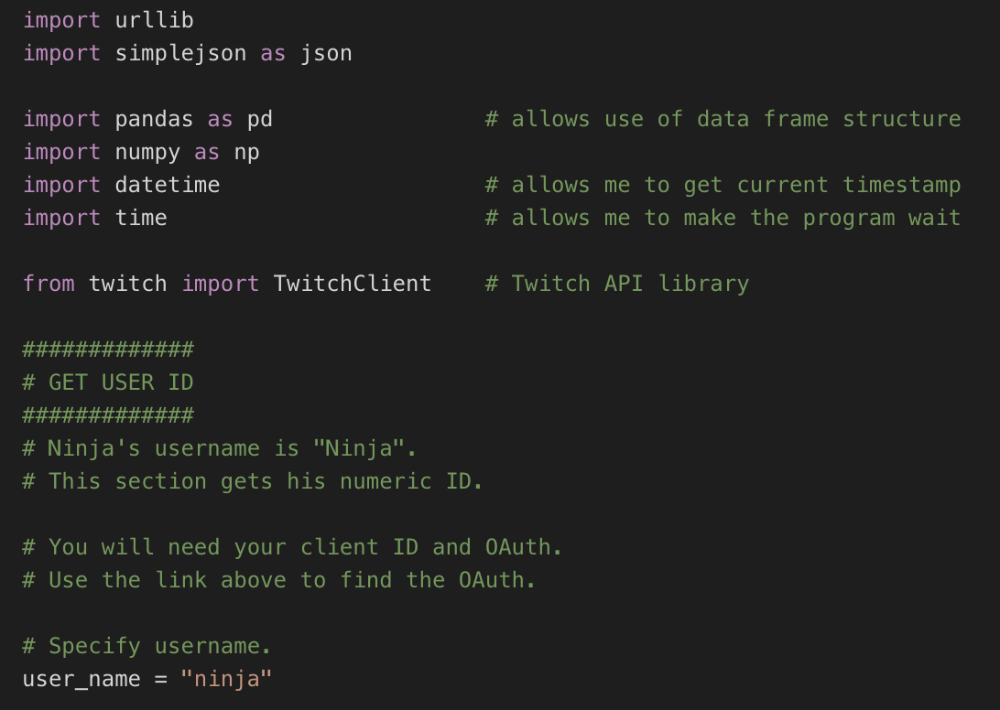 import urllib
import simplejson as json
import pandas as pd # allows use of data frame structure
import numpy as np
import datetime # allows me to get current timestamp
import time # allows me to make the program wait
from twitch import TwitchClient # Twitch API library
#############
# GET USER ID
#############
# Ninja's username is "Ninja".
# This section gets his numeric ID.
# You will need your client ID and OAuth.
# Use the link above to find the OAuth.
# Specify username.
user_name = "ninja"